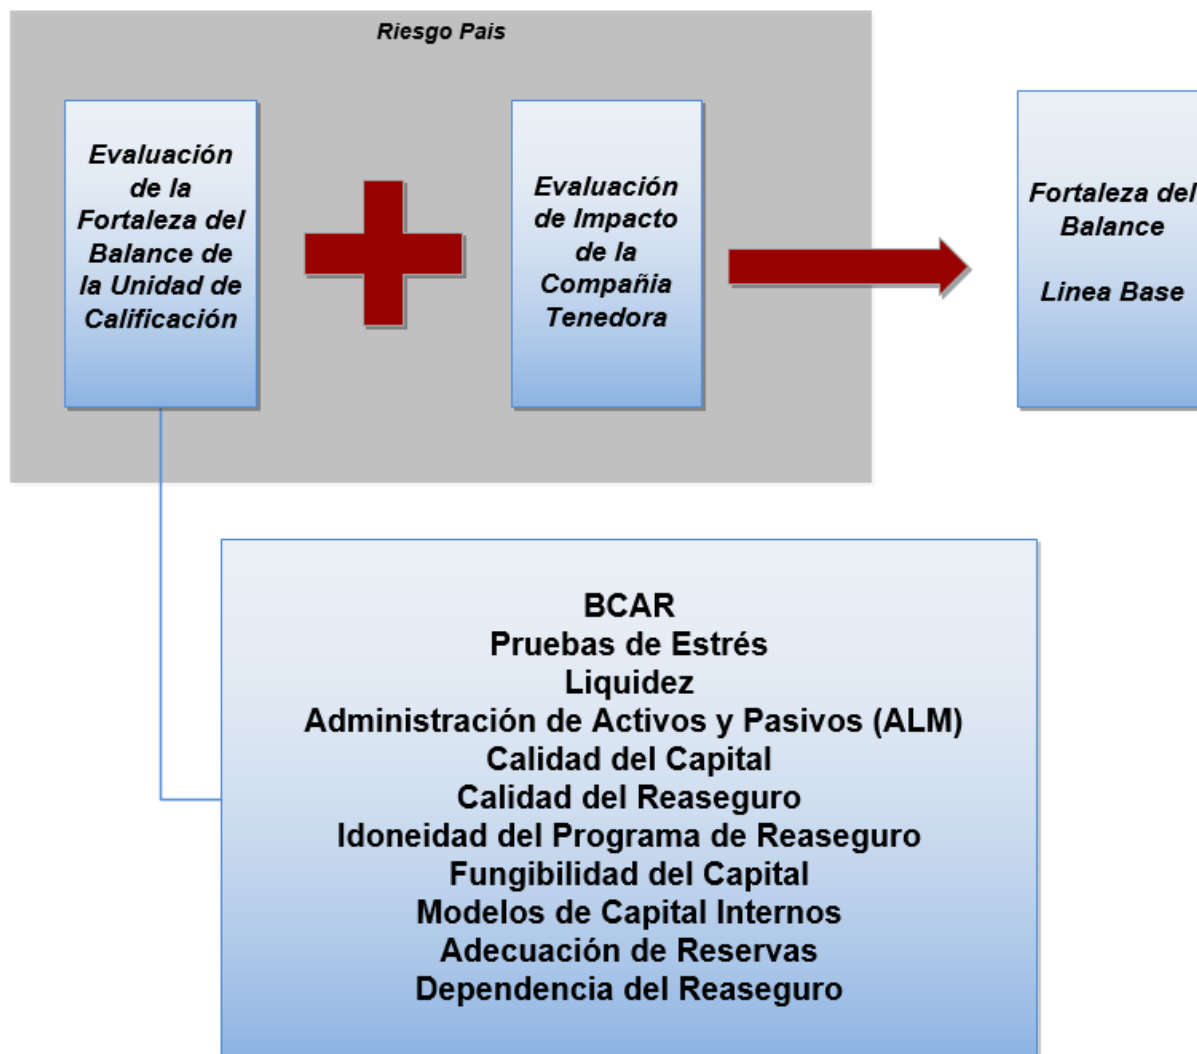 Riesgo Pais
Evaluación
de la
Fortaleza del
Balance de
la Unidad de
Calificación
Evaluación
de Impacto
de la
Compañia
Tenedora
Fortaleza del
Balance
Linea Base
BCAR
Pruebas de Estrés
Liquidez
Administración de Activos y Pasivos (ALM)
Calidad del Capital
Calidad del Reaseguro
Idoneidad del Programa de Reaseguro
Fungibilidad del Capital
Modelos de Capital Internos
Adecuación de Reservas
Dependencia del Reaseguro